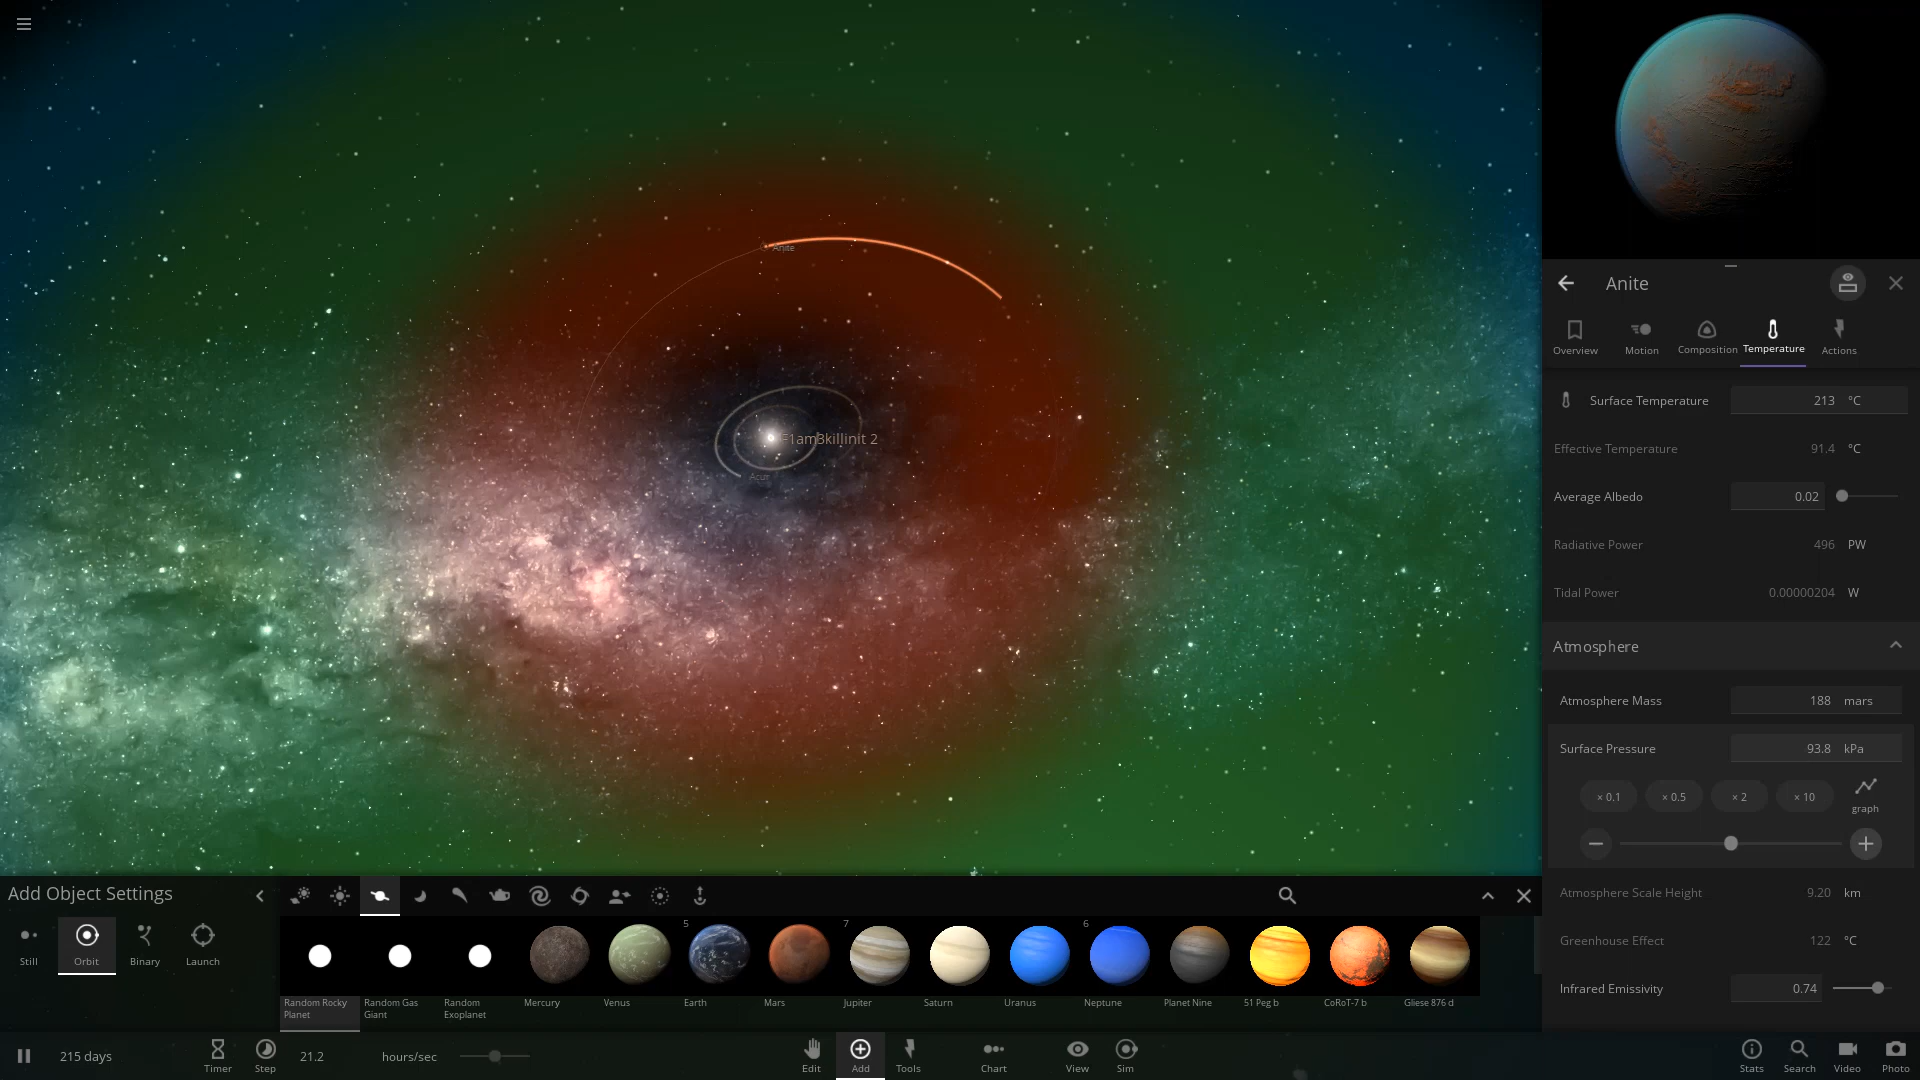 Anite
F1am3killinit 2
Acur
Anite
Overview
Motion
Composition
Temperature
Actions
Surface Temperature 213 °C
Effective Temperature 91.4 °C
Average Albedo 0.02
Radiative Power 496 PW
Tidal Power 0.00000204 W
Atmosphere
Atmosphere Mass 188 mars
Surface Pressure 93.8 kPa
× 0.1 × 0.5 × 2 × 10
graph
Atmosphere Scale Height 9.20 km
Greenhouse Effect 122 °C
Infrared Emissivity 0.74
Add Object Settings
Still
Orbit
Binary
Launch
5
7
6
Random Rocky
Planet
Random Gas
Giant
Random
Exoplanet
Mercury
Venus
Earth
Mars
Jupiter
Saturn
Uranus
Neptune
Planet Nine
51 Peg b
CoRoT-7 b
Gliese 876 d
215 days
Timer
Step
21.2 hours/sec
Edit
Add
Tools
Chart
View
Sim
Stats
Search
Video
Photo